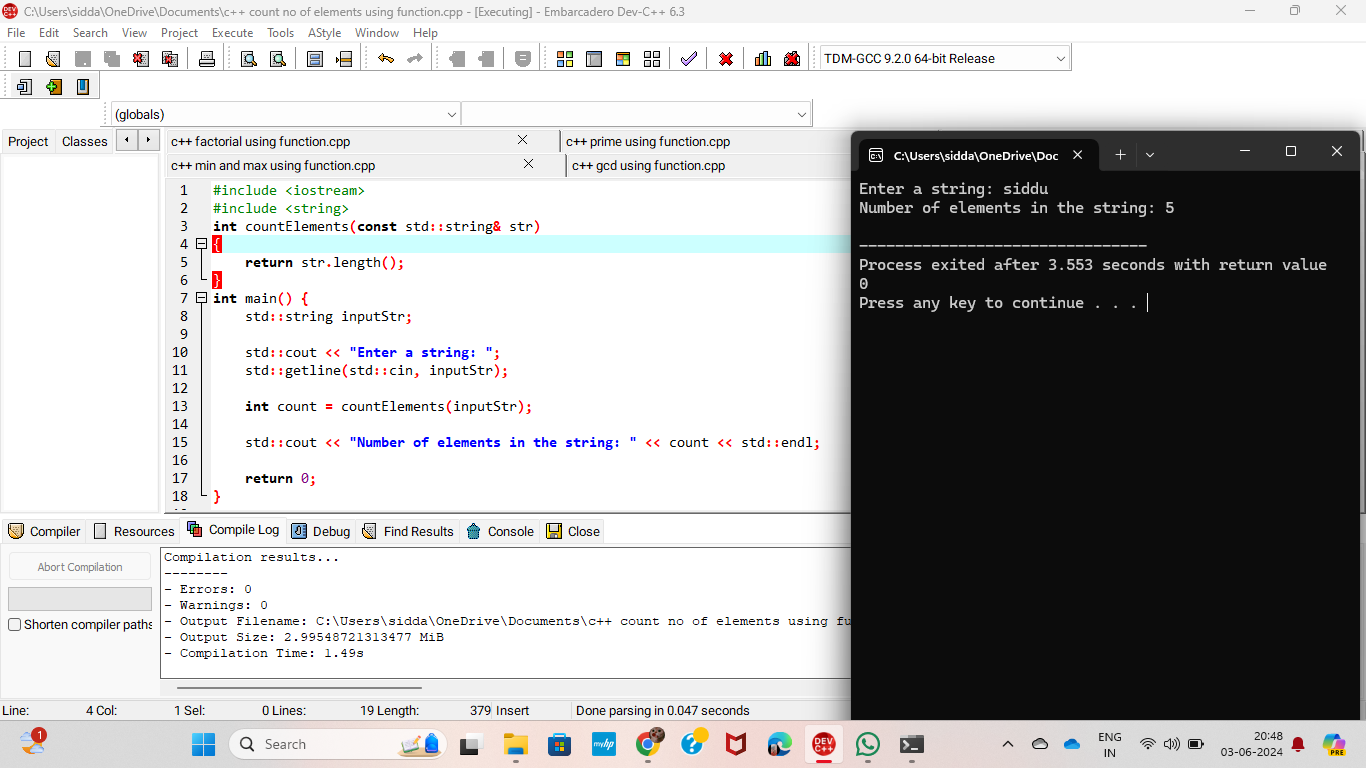 C:\Users\sidda\OneDrive\Documents\c++ count no of elements using function.cpp - [Executing] - Embarcadero Dev-C++ 6.3
File Edit Search View Project Execute Tools AStyle Window Help
TDM-GCC 9.2.0 64-bit Release
(globals)
Project Classes
c++ factorial using function.cpp
c++ prime using function.cpp
c++ min and max using function.cpp
c++ gcd using function.cpp
1 #include <iostream>
2 #include <string>
3 int countElements(const std::string& str)
4 {
5 return str.length();
6 }
7 int main() {
8 std::string inputStr;
9
10 std::cout << "Enter a string: ";
11 std::getline(std::cin, inputStr);
12
13 int count = countElements(inputStr);
14
15 std::cout << "Number of elements in the string: " << count << std::endl;
16
17 return 0;
18 }
C:\Users\sidda\OneDrive\Doc
Enter a string: siddu
Number of elements in the string: 5
--------------------------------
Process exited after 3.553 seconds with return value
0
Press any key to continue . . .
Compiler Resources Compile Log Debug Find Results Console Close
Abort Compilation
Shorten compiler paths
Compilation results...
--------
- Errors: 0
- Warnings: 0
- Output Filename: C:\Users\sidda\OneDrive\Documents\c++ count no of elements using fu
- Output Size: 2.99548721313477 MiB
- Compilation Time: 1.49s
Line: 4 Col: 1 Sel: 0 Lines: 19 Length: 379 Insert Done parsing in 0.047 seconds
1
Search
myhp
DEV C++
ENG
IN
20:48
03-06-2024
PRE